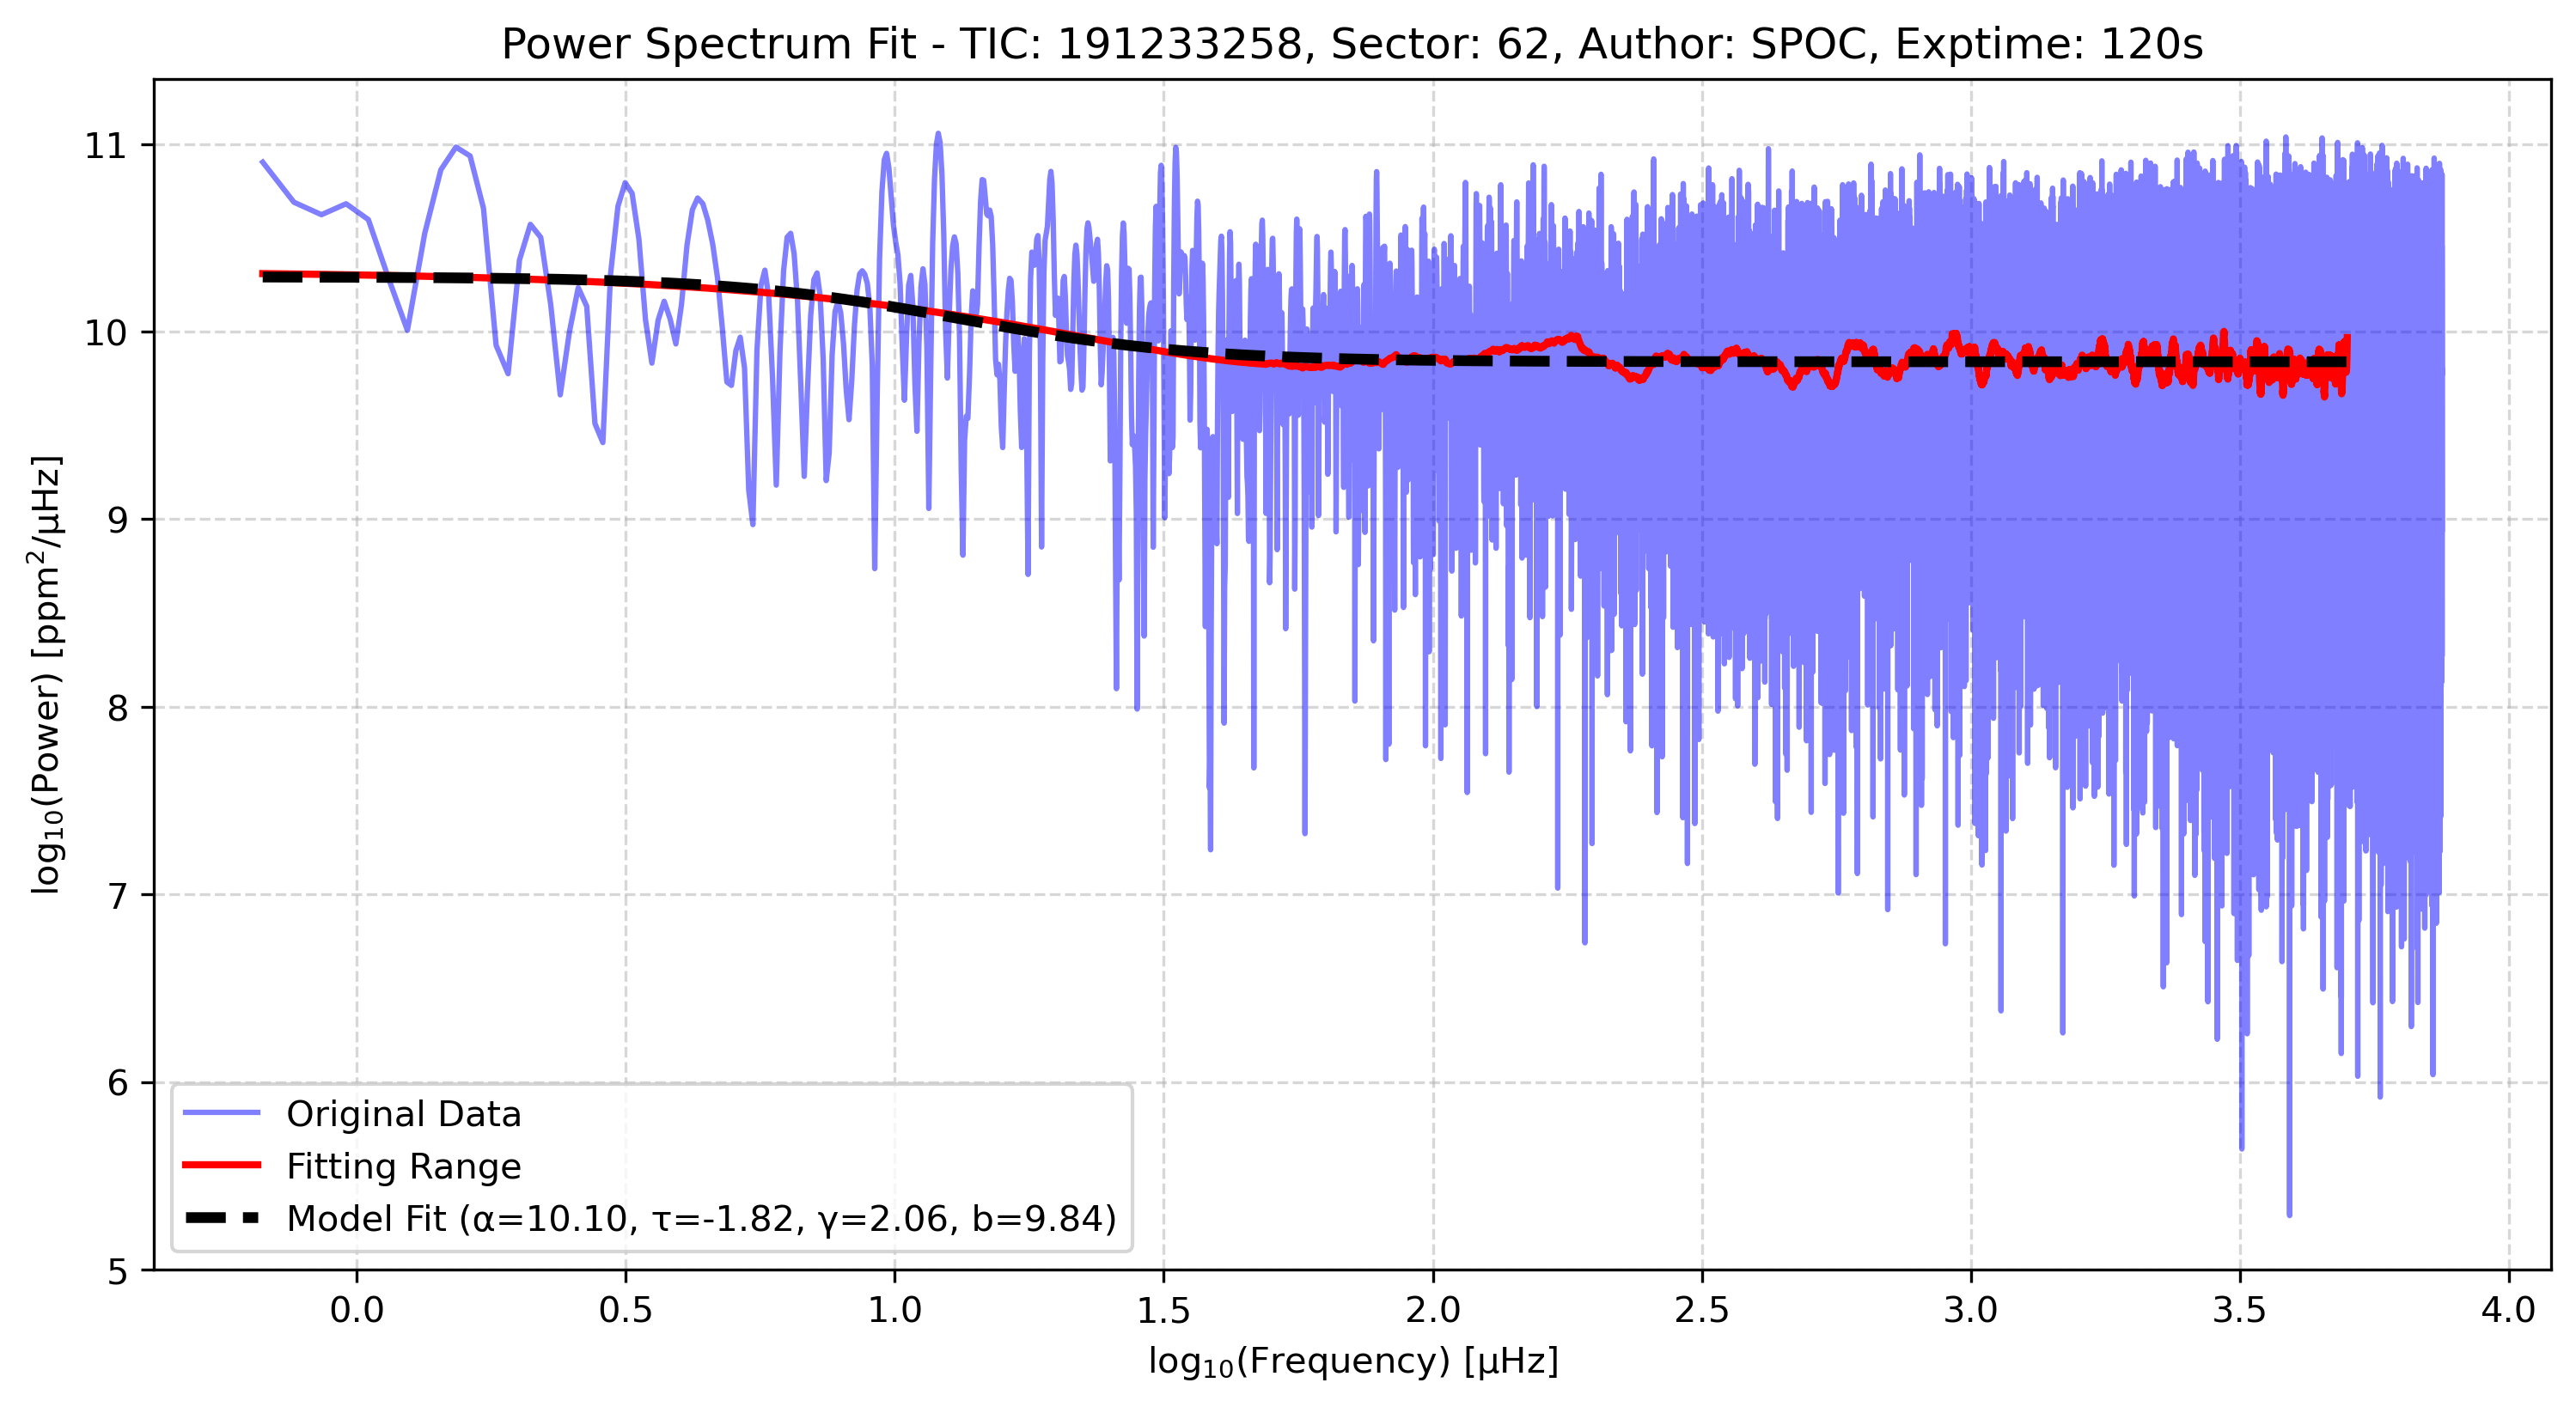 Power Spectrum Fit - TIC: 191233258, Sector: 62, Author: SPOC, Exptime: 120s
log₁₀(Power) [ppm²/μHz]
11
10
9
8
7
6
5
Original Data
Fitting Range
Model Fit (α=10.10, τ=-1.82, γ=2.06, b=9.84)
0.0 0.5 1.0 1.5 2.0 2.5 3.0 3.5 4.0
log₁₀(Frequency) [μHz]